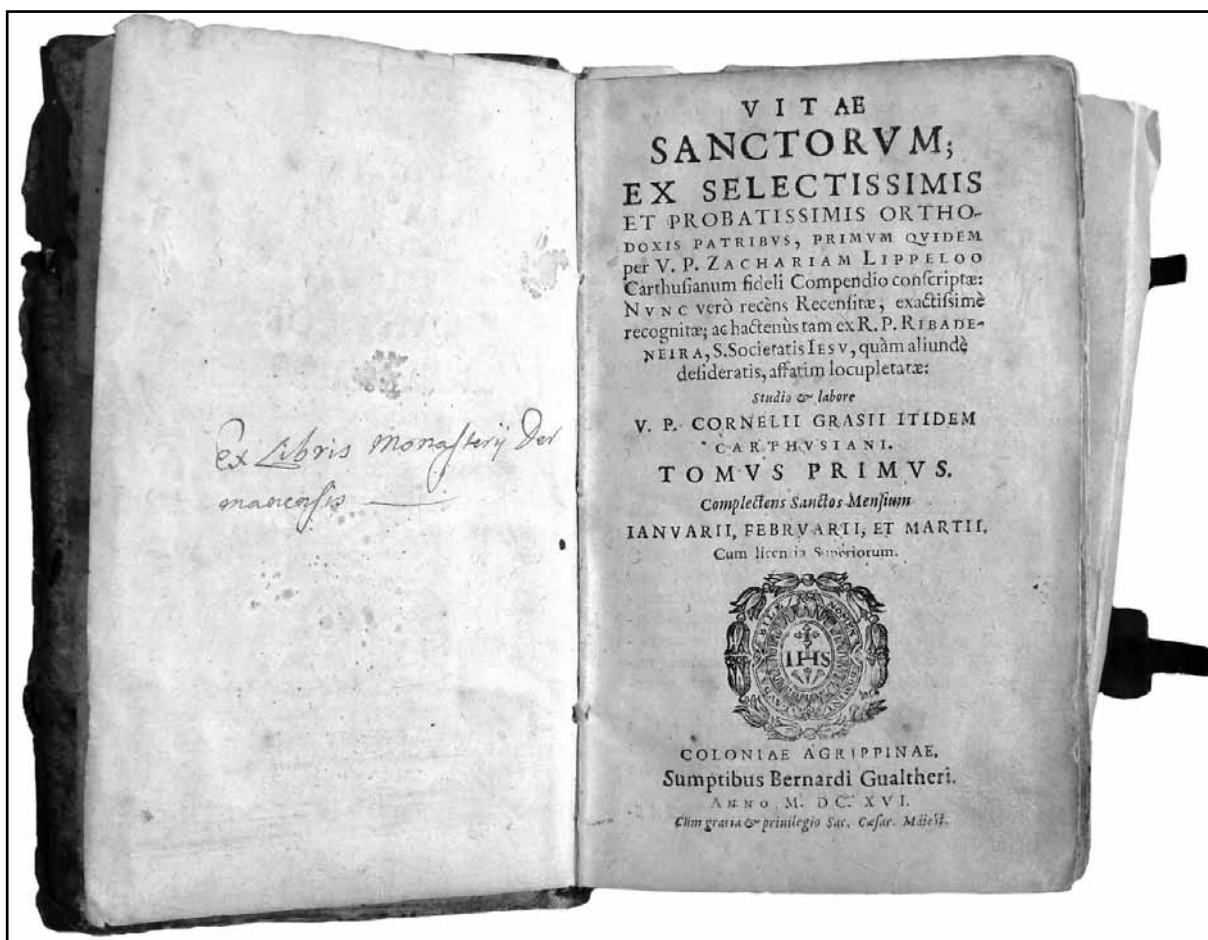 Ex Libris Monasterij Der
manensis
VITAE
SANCTORVM;
EX SELECTISSIMIS
ET PROBATISSIMIS ORTHO-
DOXIS PATRIBVS, PRIMVM QVIDEM
per V. P. ZACHARIAM LIPPELOO
Carthuſianum fideli Compendio conſcriptæ:
NVNC verò recèns Recenſitæ, exactiſſimè
recognitæ; ac hactenùs tam ex R. P. RIBADE-
NEIRA, S. Societatis IESV, quàm aliundè
deſideratis, affatim locupletatæ:
Studio & labore
V. P. CORNELII GRASII ITIDEM
CARTHVSIANI.
TOMVS PRIMVS.
Complectens Sanctos Menſium
IANVARII, FEBRVARII, ET MARTII.
Cum licentia Superiorum.
IHS
COLONIAE AGRIPPINAE,
Sumptibus Bernardi Gualtheri.
ANNO M. DC. XVI.
Cum gratia & priuilegio Sac. Cæſar. Maieſt.